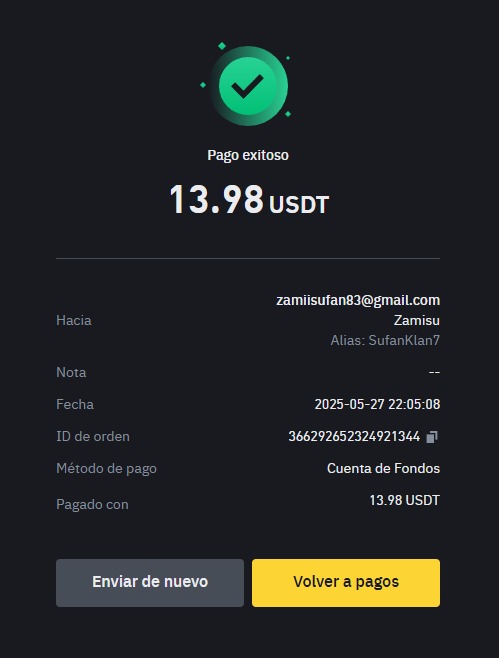 Pago exitoso
13.98 USDT
zamiisufan83@gmail.com
Hacia Zamisu
Alias: SufanKlan7
Nota --
Fecha 2025-05-27 22:05:08
ID de orden 366292652324921344
Método de pago Cuenta de Fondos
Pagado con 13.98 USDT
Enviar de nuevo Volver a pagos